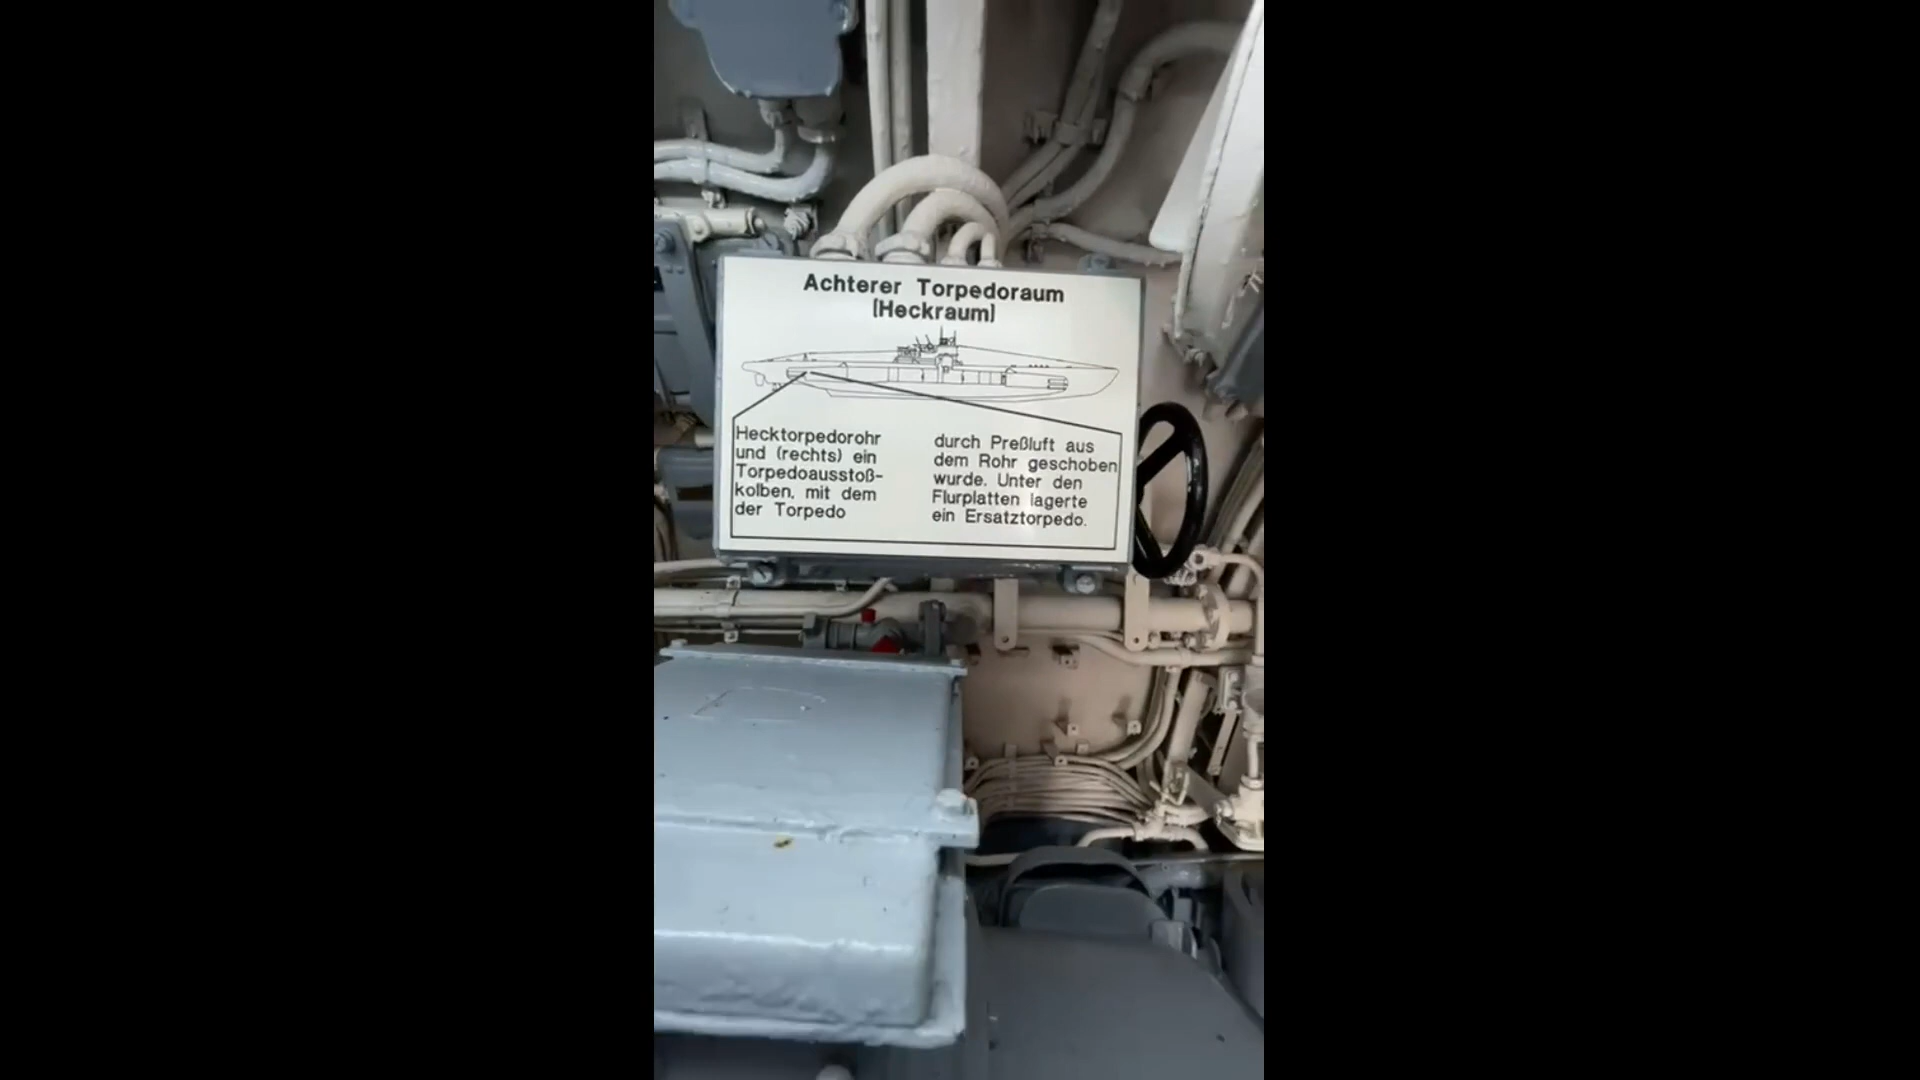 Achterer Torpedoraum
(Heckraum)
Hecktorpedorohr
und (rechts) ein
Torpedoausstoß-
kolben, mit dem
der Torpedo
durch Preßluft aus
dem Rohr geschoben
wurde. Unter den
Flurplatten lagerte
ein Ersatztorpedo.